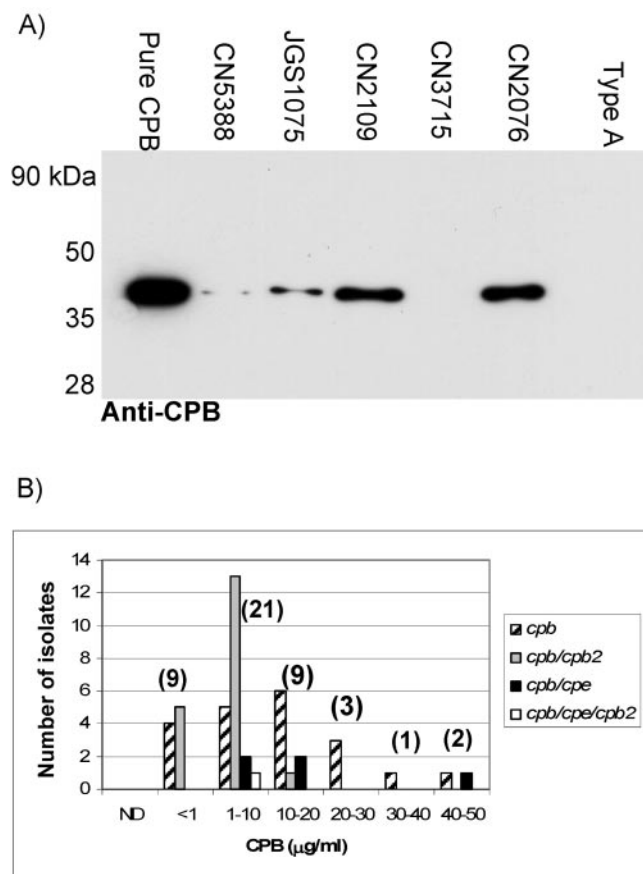 A)
Pure CPB
CN5388
JGS1075
CN2109
CN3715
CN2076
Type A
90 kDa
50
35
28
Anti-CPB
B)
14
12
10
8
6
4
2
0
Number of isolates
(9)
(21)
(9)
(3)
(1)
(2)
ND
<1
1-10
10-20
20-30
30-40
40-50
CPB (µg/ml)
cpb
cpb/cpb2
cpb/cpe
cpb/cpe/cpb2